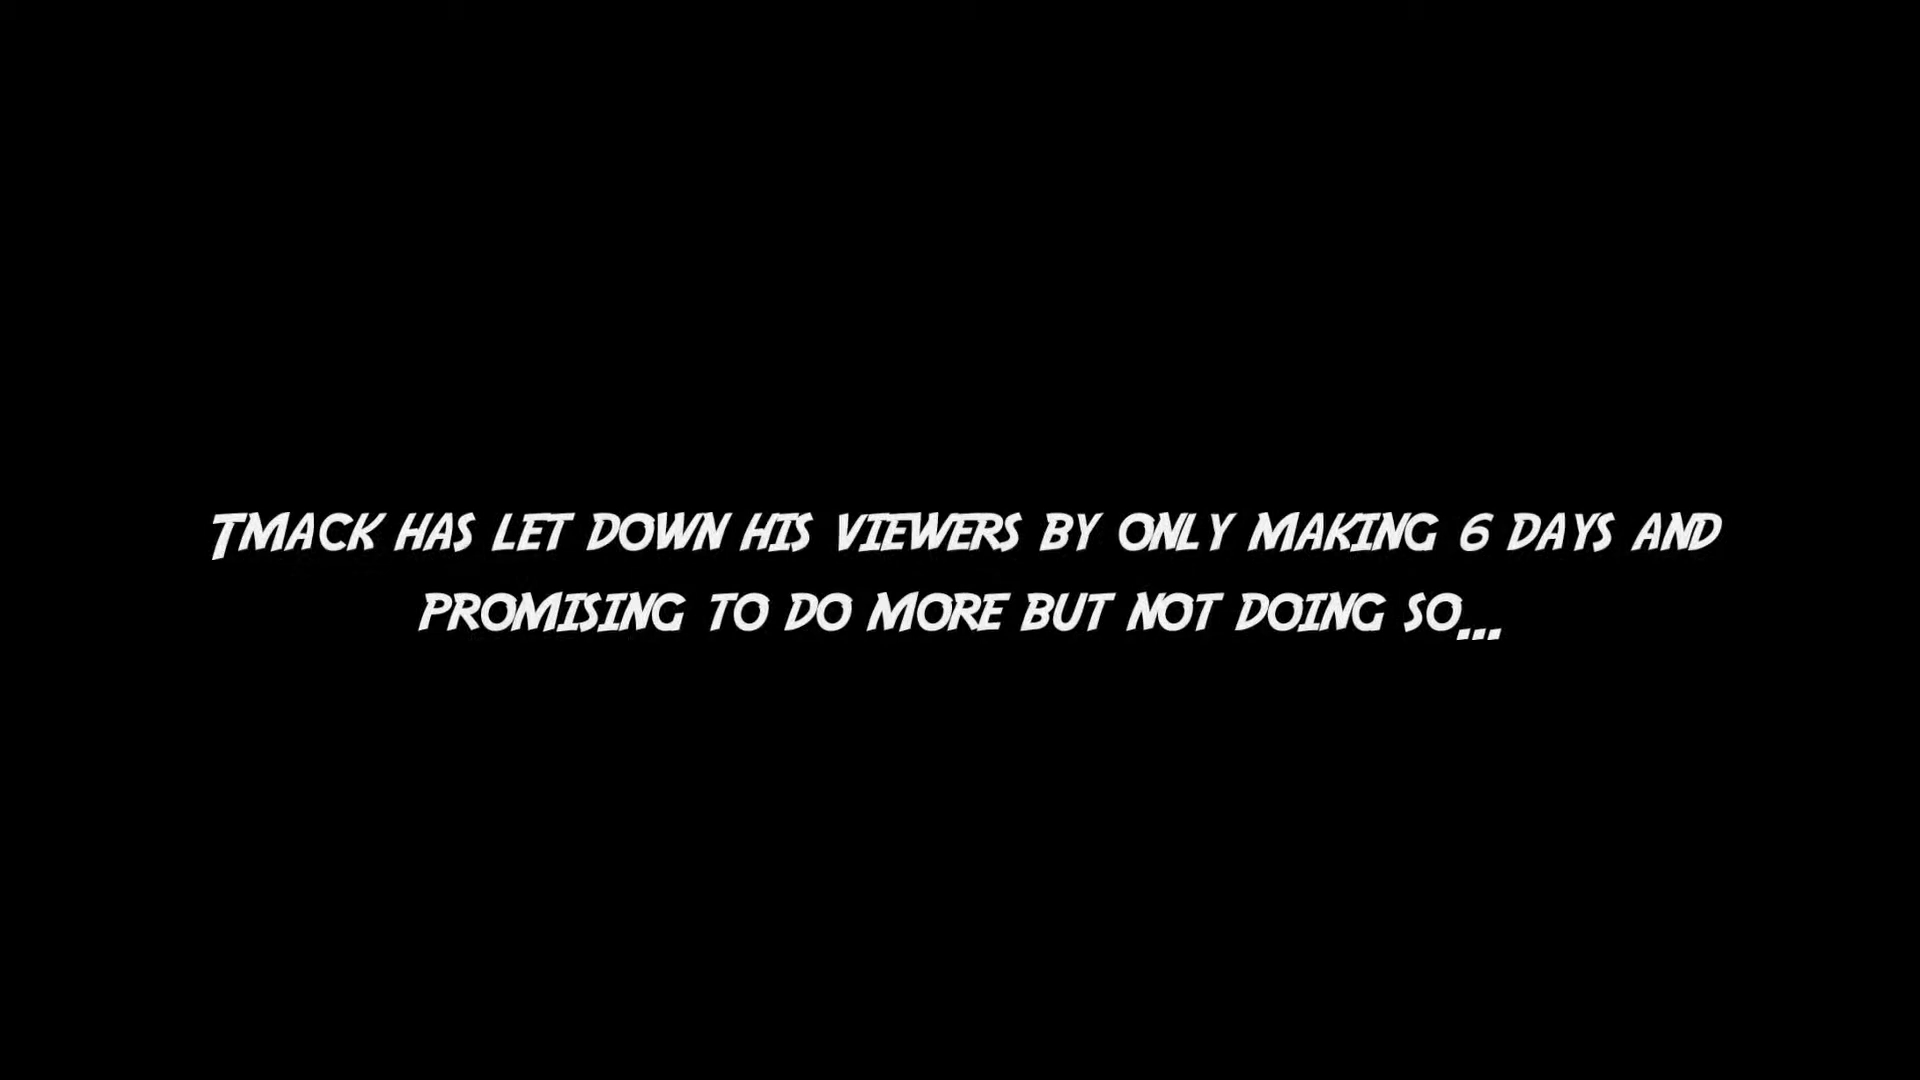 Tmack has let down his viewers by only making 6 days and
promising to do more but not doing so...